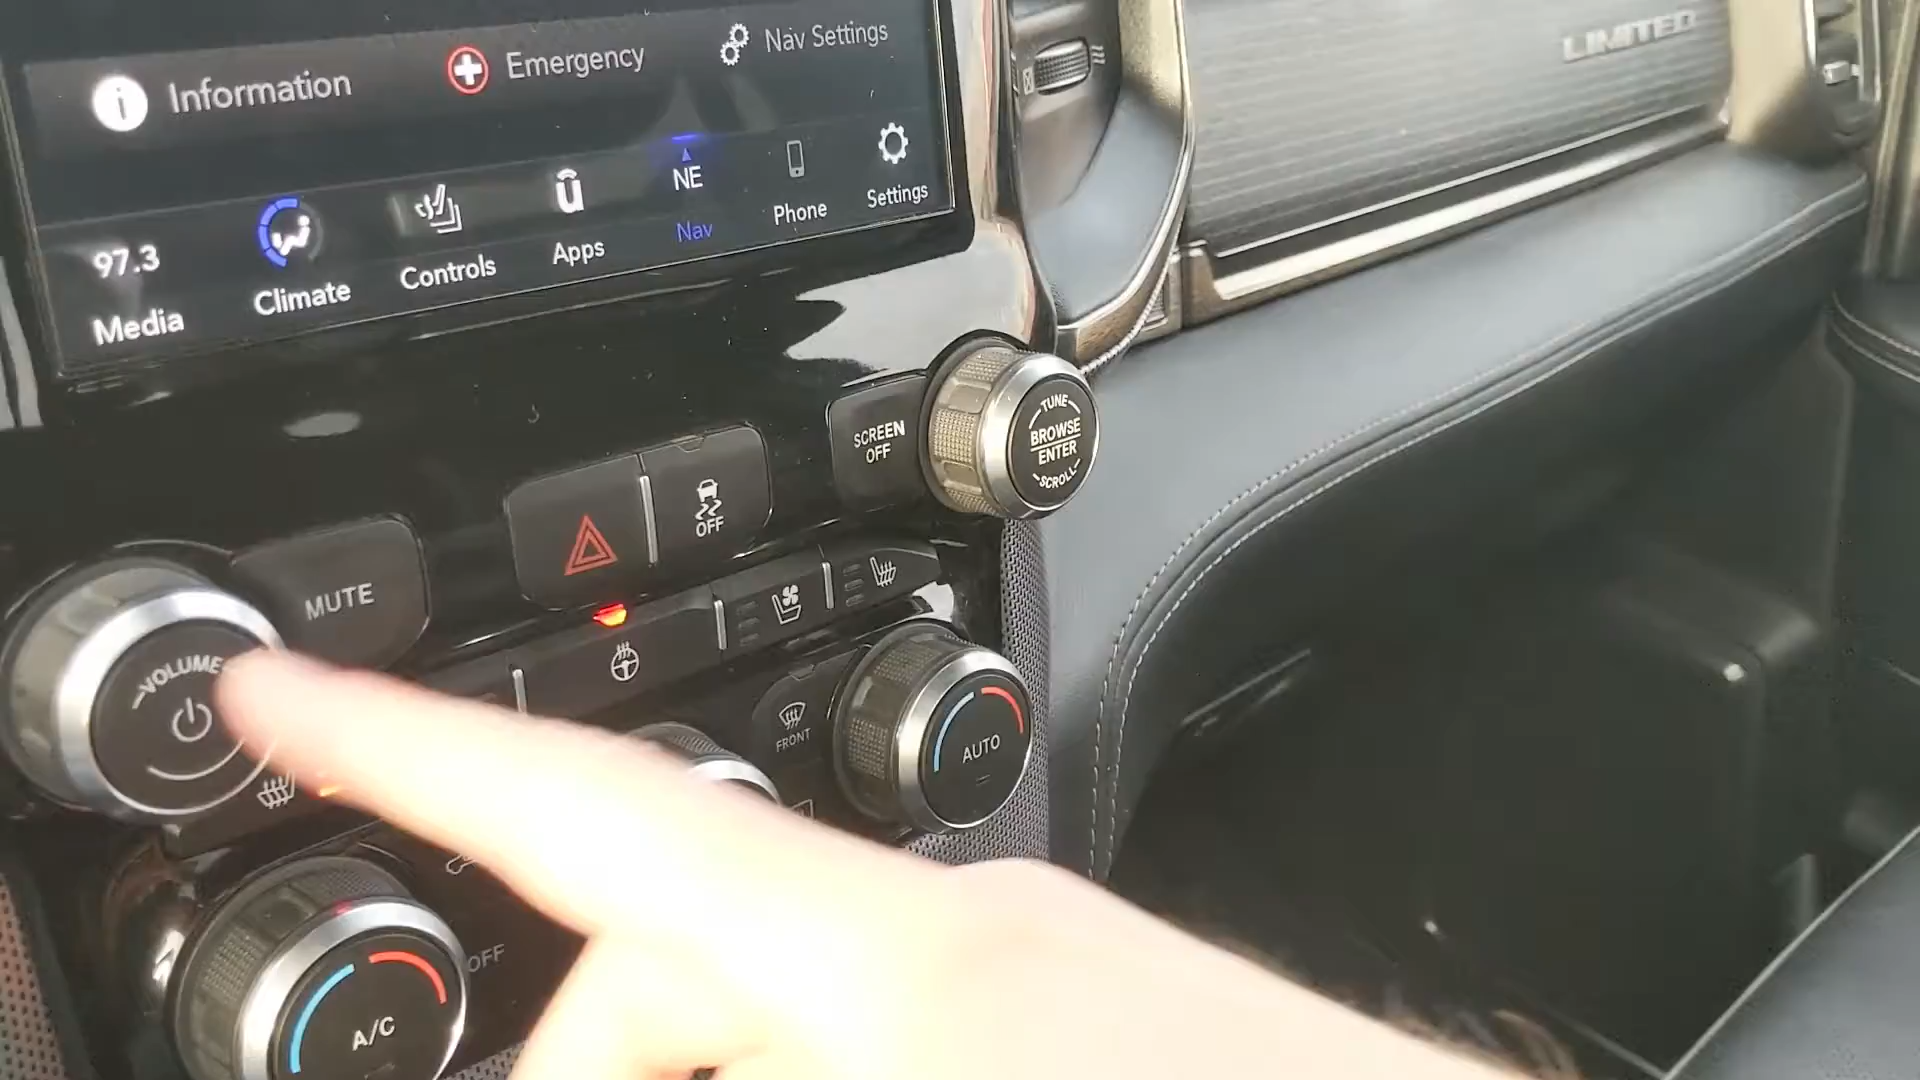 LIMITED
Information
Emergency
Nav Settings
97.3
NE
Media
Climate
Controls
Apps
Nav
Phone
Settings
SCREEN
OFF
TUNE
BROWSE
ENTER
SCROLL
OFF
MUTE
VOLUME
FRONT
AUTO
OFF
A/C